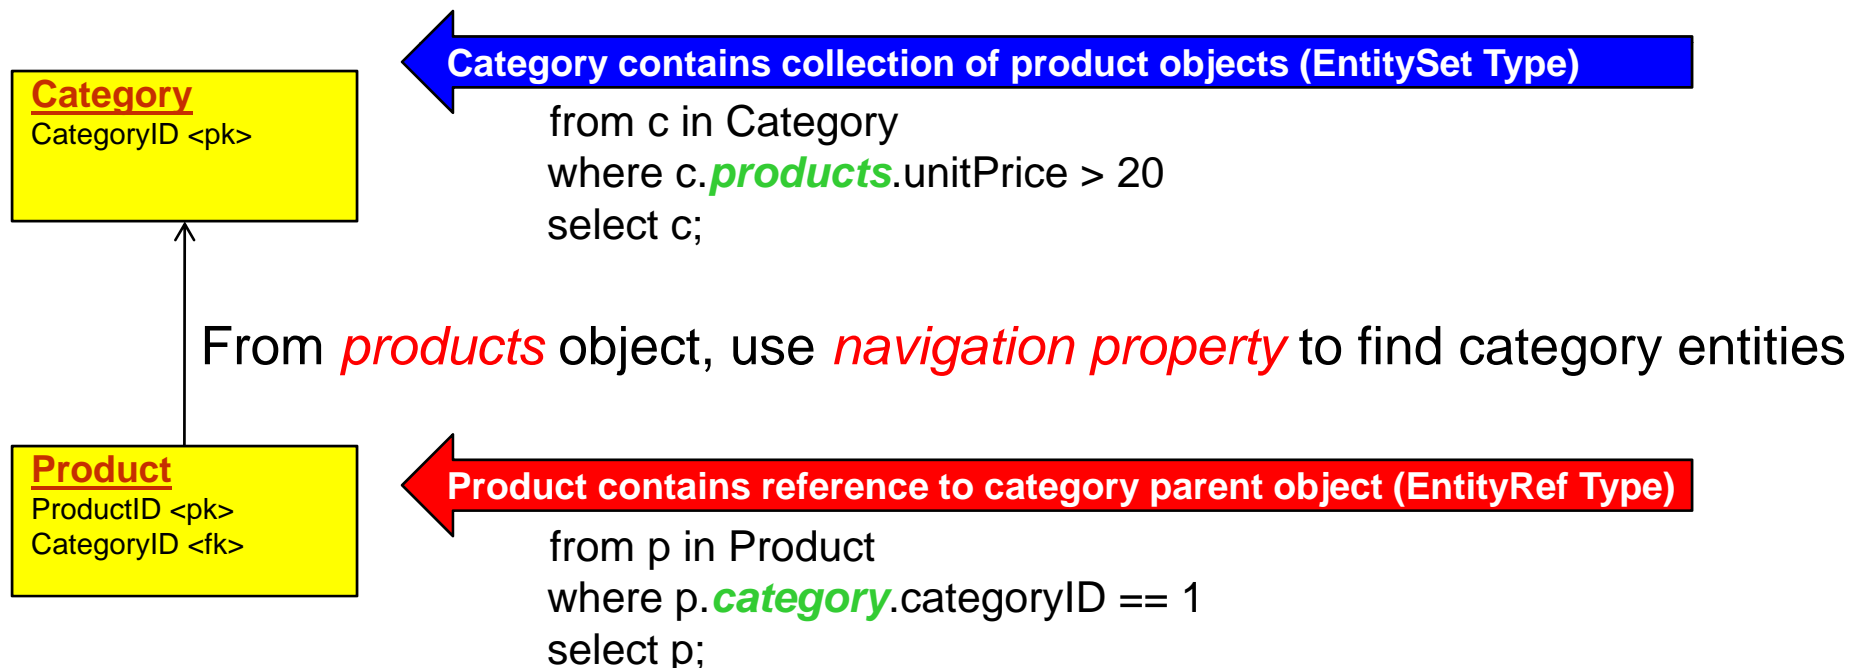 Category contains collection of product objects (EntitySet Type)
Category
CategoryID <pk>
from c in Category
where c.products.unitPrice > 20
select c;
From products object, use navigation property to find category entities
Product contains reference to category parent object (EntityRef Type)
Product
ProductID <pk>
CategoryID <fk>
from p in Product
where p.category.categoryID == 1
select p;